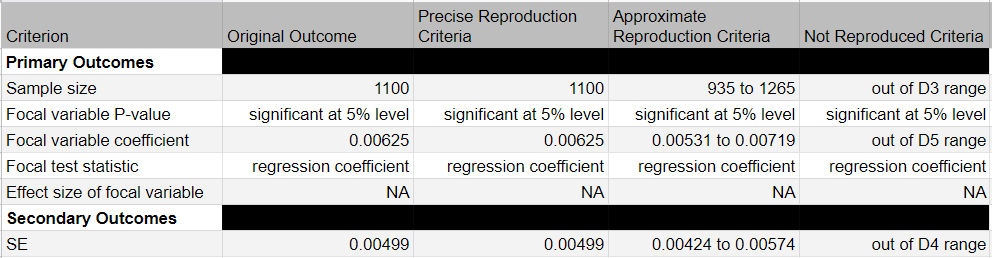 Criterion Original Outcome Precise Reproduction Criteria Approximate Reproduction Criteria Not Reproduced Criteria
Primary Outcomes
Sample size 1100 1100 935 to 1265 out of D3 range
Focal variable P-value significant at 5% level significant at 5% level significant at 5% level significant at 5% level
Focal variable coefficient 0.00625 0.00625 0.00531 to 0.00719 out of D5 range
Focal test statistic regression coefficient regression coefficient regression coefficient regression coefficient
Effect size of focal variable NA NA NA NA
Secondary Outcomes
SE 0.00499 0.00499 0.00424 to 0.00574 out of D4 range